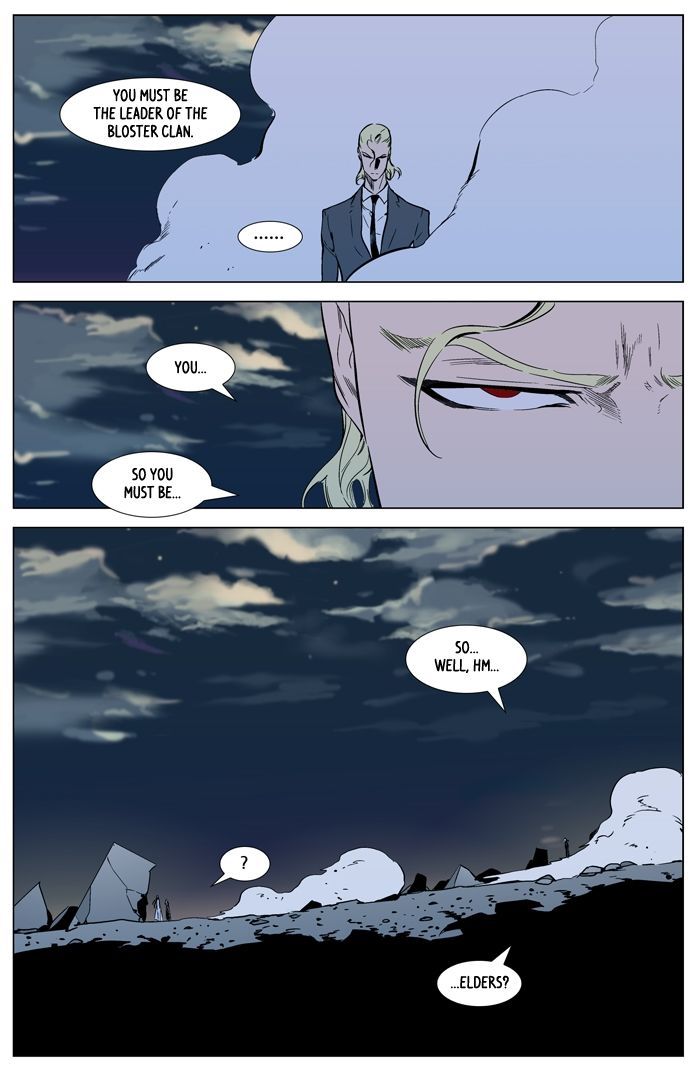 YOU MUST BE
THE LEADER OF THE
BLOSTER CLAN.
......
YOU...
SO YOU
MUST BE...
SO...
WELL, HM...
?
...ELDERS?